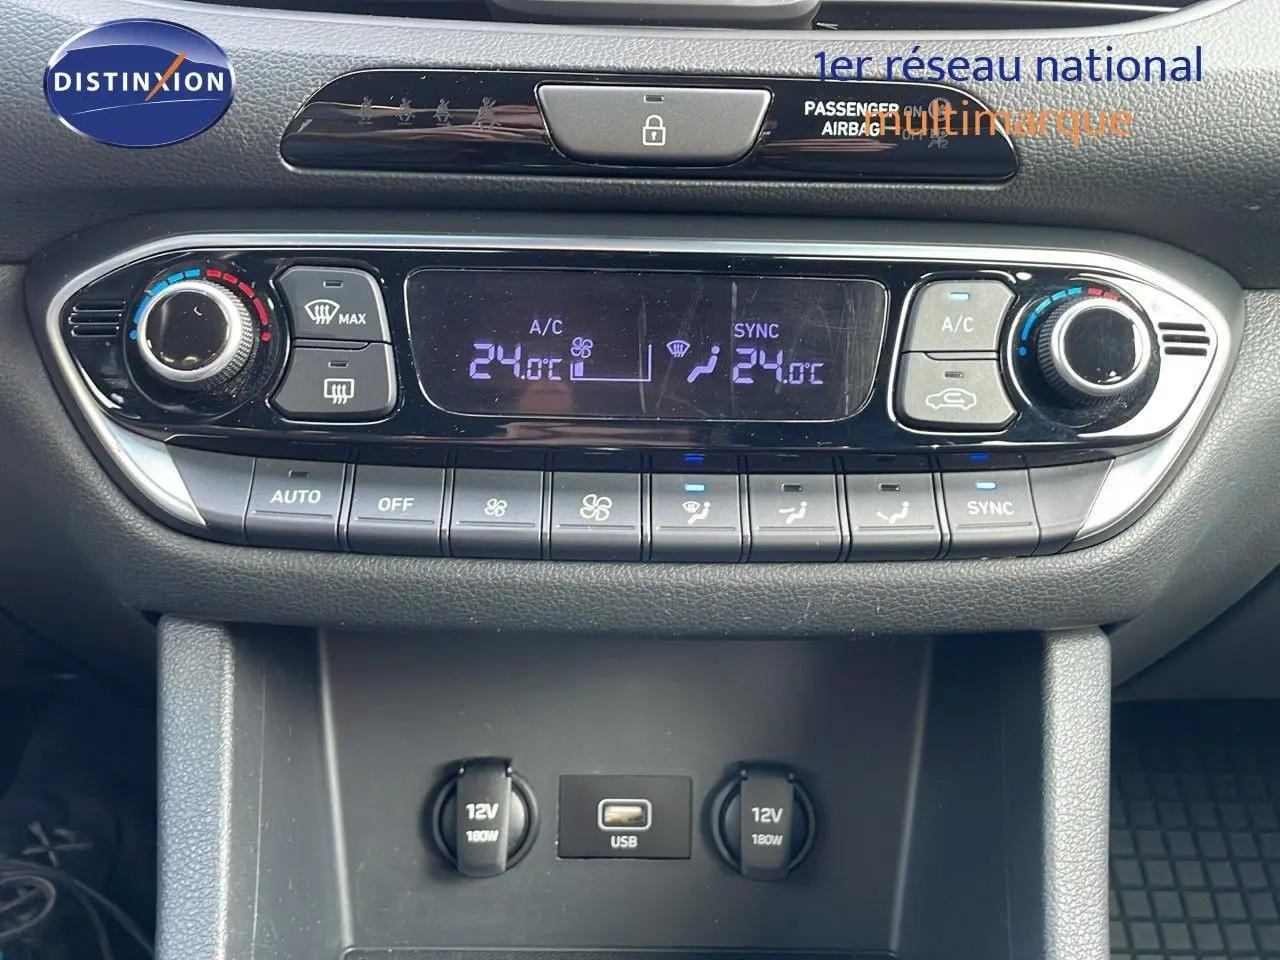 DISTINXION
1er réseau national
multimarque
PASSENGER
AIRBAG
MAX
A/C
24.0°C
SYNC
24.0°C
A/C
AUTO
OFF
SYNC
12V
180W
USB
12V
180W